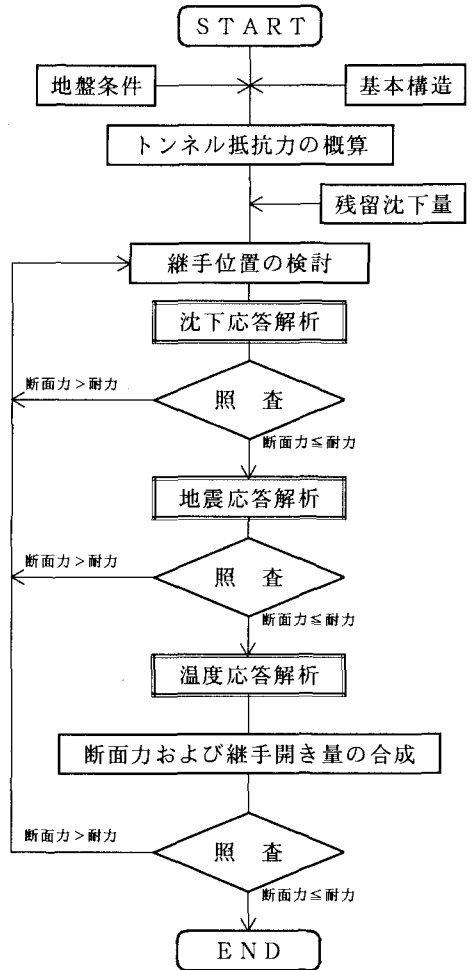 START
地盤条件
基本構造
トンネル抵抗力の概算
残留沈下量
継手位置の検討
沈下応答解析
断面力＞耐力
照 査
断面力≦耐力
地震応答解析
断面力＞耐力
照 査
断面力≦耐力
温度応答解析
断面力および継手開き量の合成
断面力＞耐力
照 査
断面力≦耐力
END